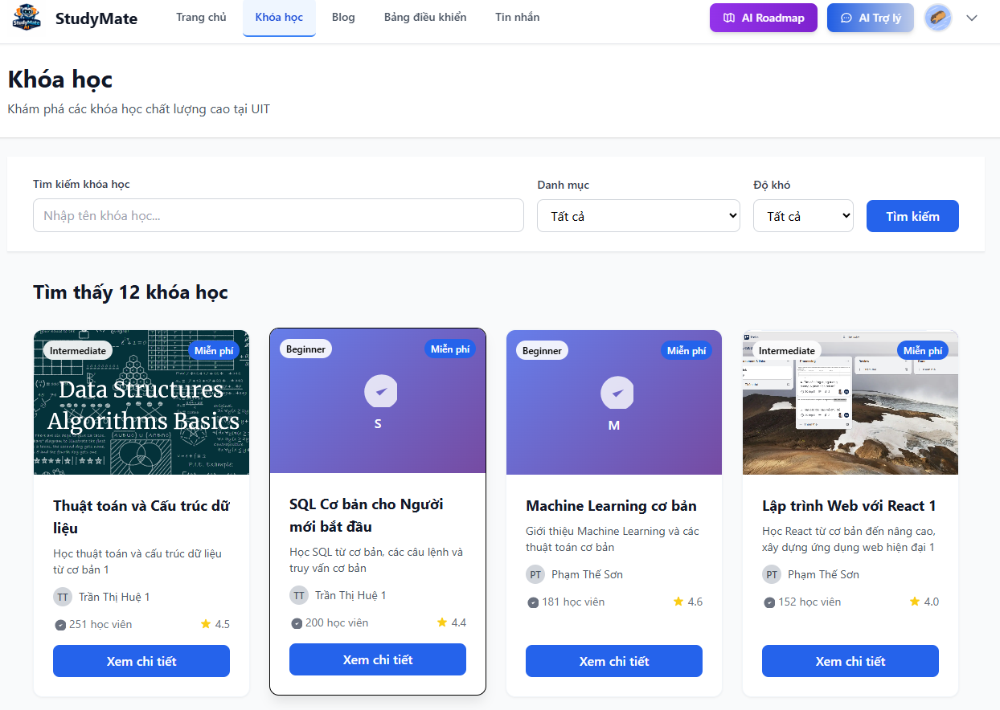 StudyMate
Trang chủ
Khóa học
Blog
Bảng điều khiển
Tin nhắn
AI Roadmap
AI Trợ lý
Khóa học
Khám phá các khóa học chất lượng cao tại UIT
Tìm kiếm khóa học
Danh mục
Độ khó
Nhập tên khóa học...
Tất cả
Tất cả
Tìm kiếm
Tìm thấy 12 khóa học
Intermediate
Miễn phí
Data Structures
Algorithms Basics
Thuật toán và Cấu trúc dữ
liệu
Học thuật toán và cấu trúc dữ liệu
từ cơ bản 1
TT Trần Thị Huệ 1
251 học viên
4.5
Xem chi tiết
Beginner
Miễn phí
S
SQL Cơ bản cho Người
mới bắt đầu
Học SQL từ cơ bản, các câu lệnh và
truy vấn cơ bản
TT Trần Thị Huệ 1
200 học viên
4.4
Xem chi tiết
Beginner
Miễn phí
M
Machine Learning cơ bản
Giới thiệu Machine Learning và các
thuật toán cơ bản
PT Phạm Thế Sơn
181 học viên
4.6
Xem chi tiết
Intermediate
Miễn phí
Lập trình Web với React 1
Học React từ cơ bản đến nâng cao,
xây dựng ứng dụng web hiện đại 1
PT Phạm Thế Sơn
152 học viên
4.0
Xem chi tiết